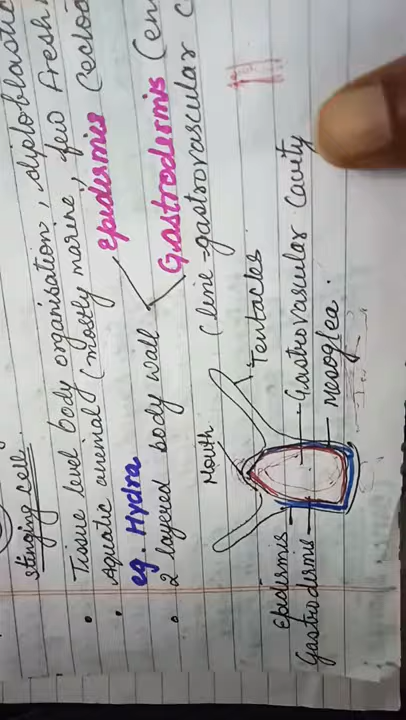 stinging cell.
• Tissue level body organisation, diploblastic
• Aquatic animal (mostly marine, few fresh
eg. Hydra
epidermis (ectod
• 2 layered body wall
Gastrodermis (en
(line - gastrovascular c
Mouth
Tentacles
Epidermis
Gastrodermis
Gastrovascular cavity
Mesoglea.